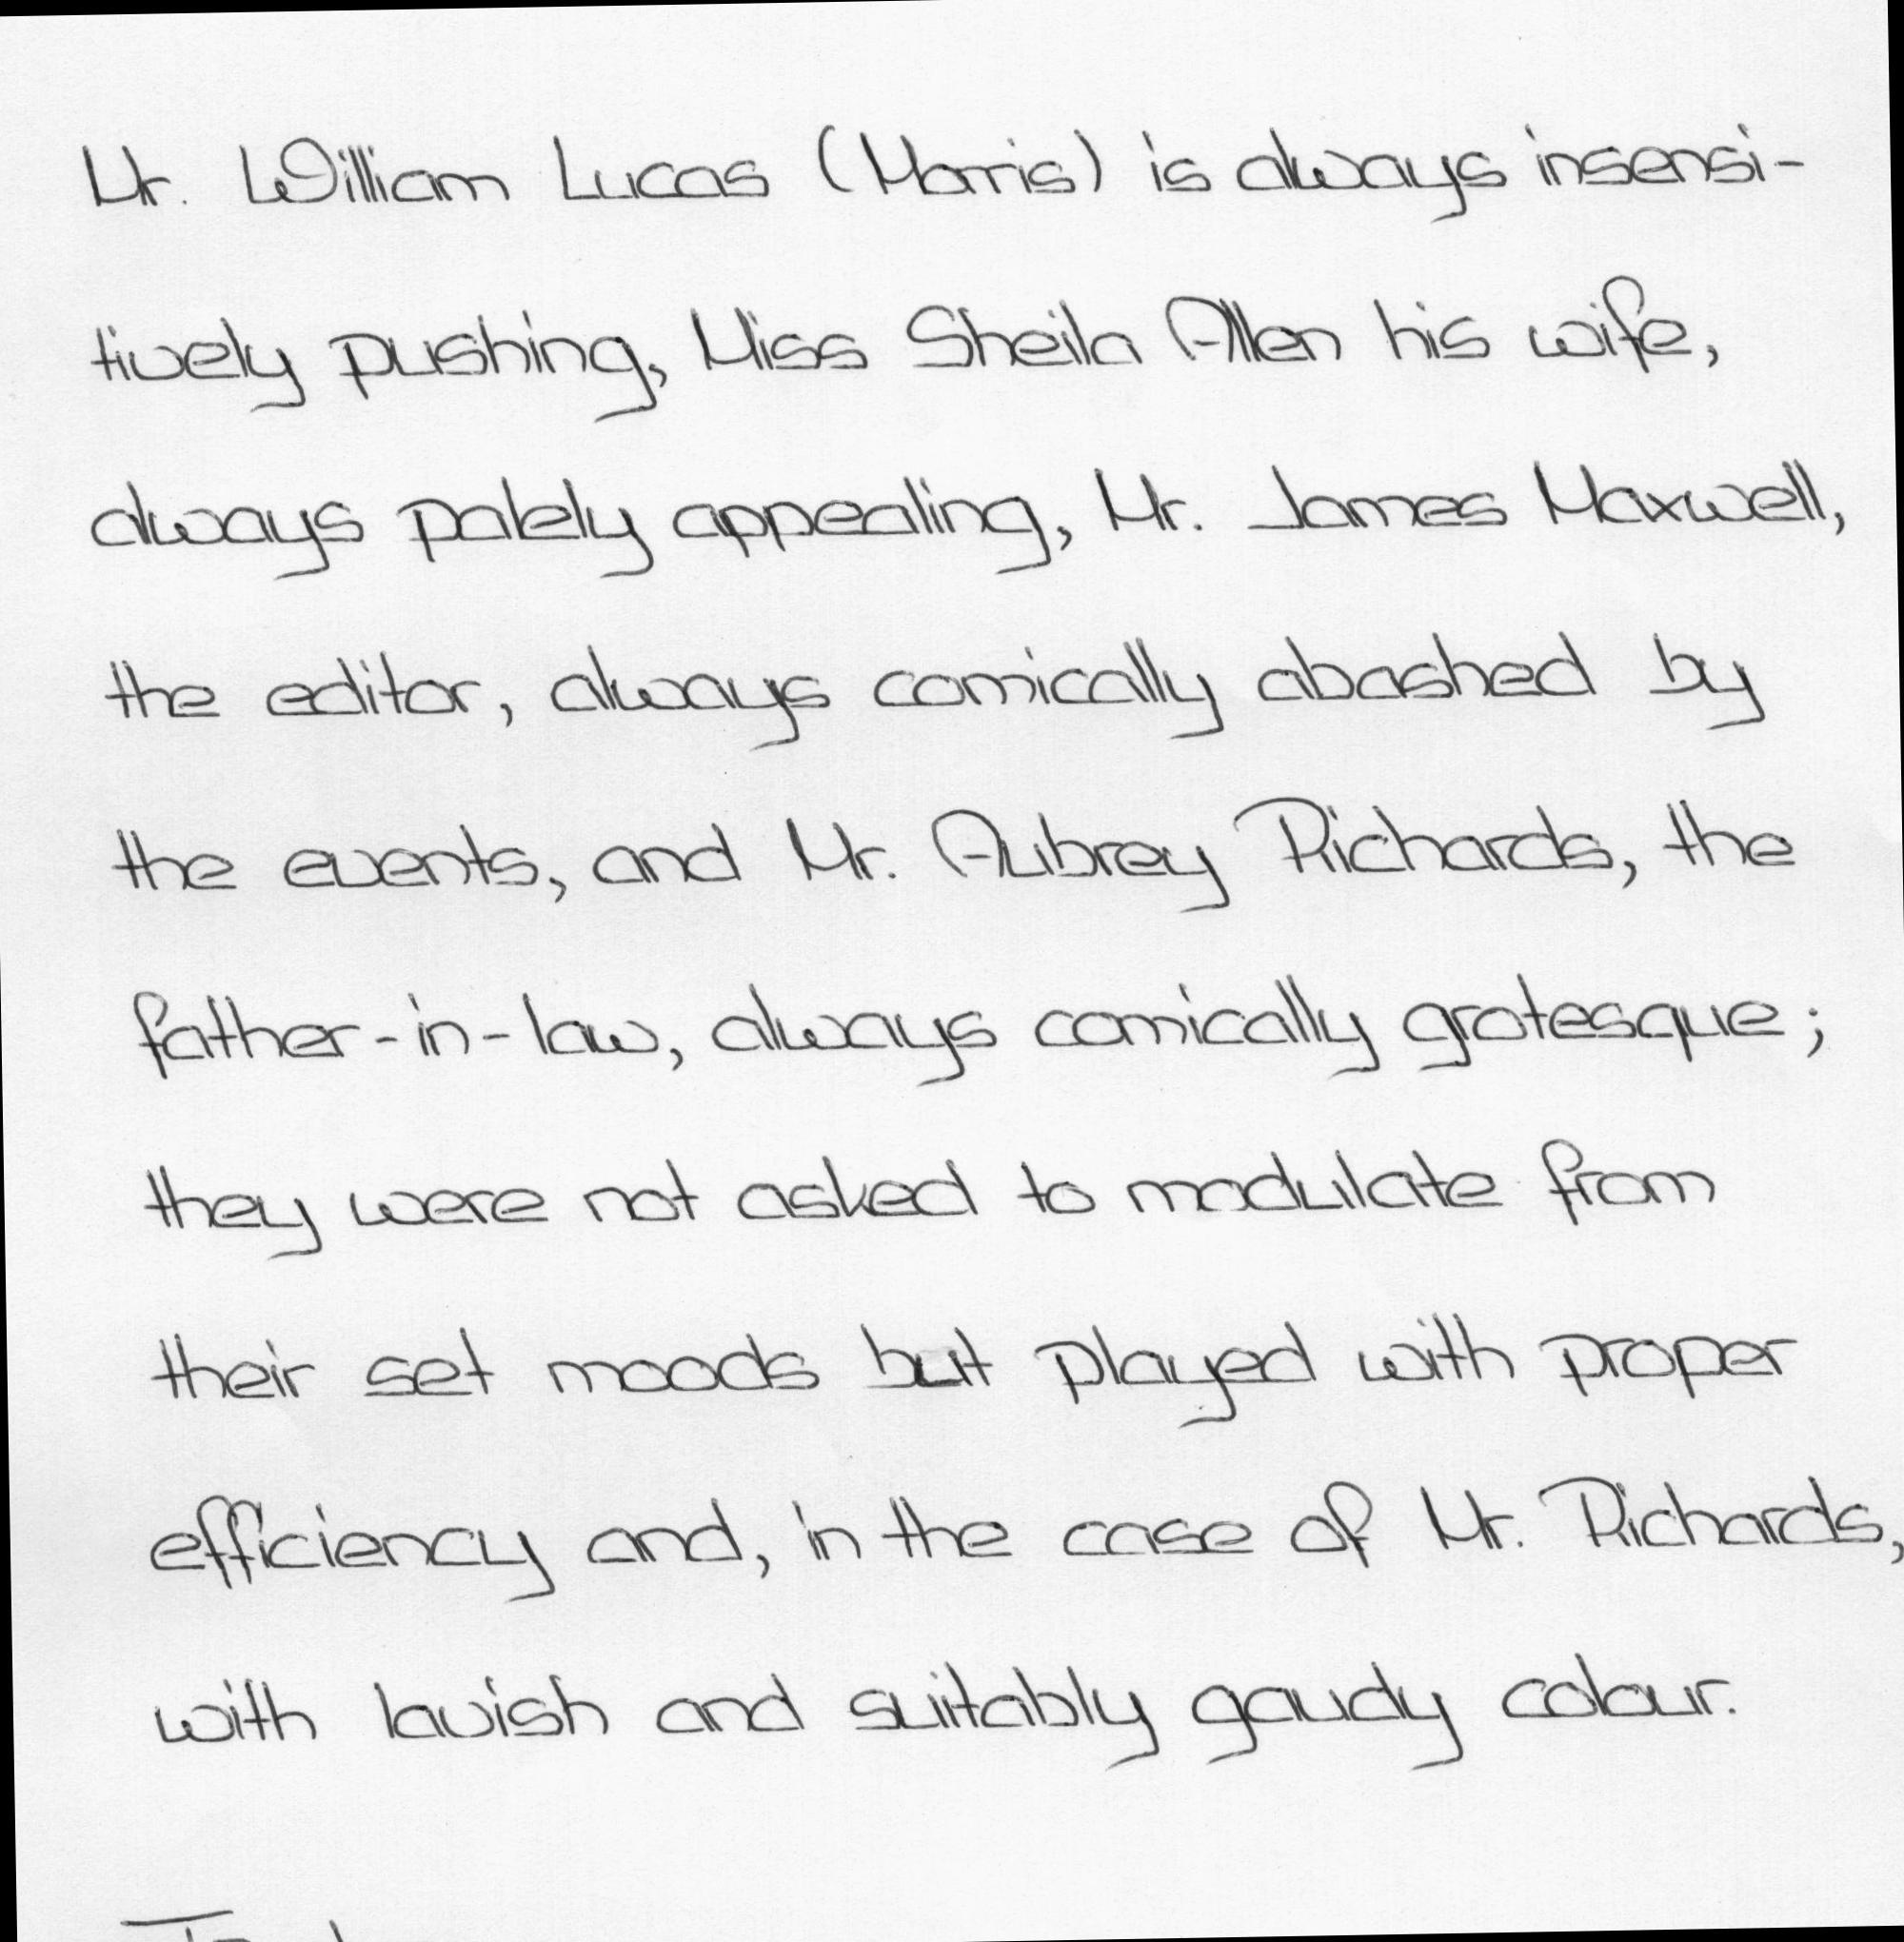 Mr. William Lucas (Morris) is always insensi-
tively pushing, Miss Sheila Allen his wife,
always palely appealing, Mr. James Maxwell,
the editor, always comically abashed by
the events, and Mr. Aubrey Richards, the
father-in-law, always comically grotesque;
they were not asked to modulate from
their set moods but played with proper
efficiency and, in the case of Mr. Richards,
with lavish and suitably gaudy colour.